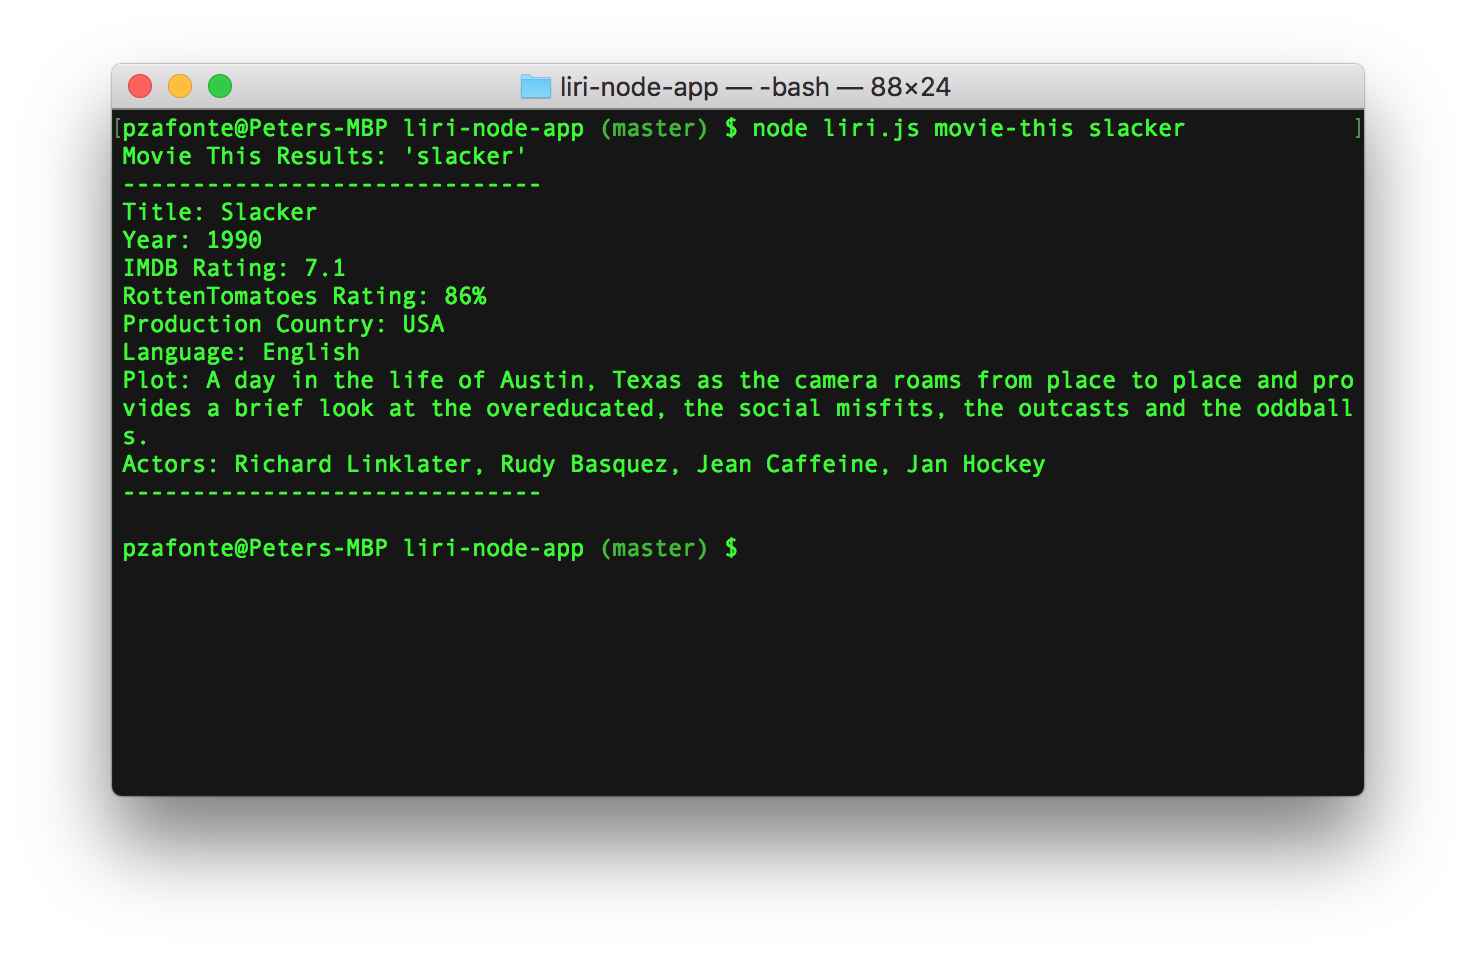 liri-node-app — -bash — 88×24
[pzafonte@Peters-MBP liri-node-app (master) $ node liri.js movie-this slacker ]
Movie This Results: 'slacker'
------------------------------
Title: Slacker
Year: 1990
IMDB Rating: 7.1
RottenTomatoes Rating: 86%
Production Country: USA
Language: English
Plot: A day in the life of Austin, Texas as the camera roams from place to place and pro
vides a brief look at the overeducated, the social misfits, the outcasts and the oddball
s.
Actors: Richard Linklater, Rudy Basquez, Jean Caffeine, Jan Hockey
------------------------------
pzafonte@Peters-MBP liri-node-app (master) $